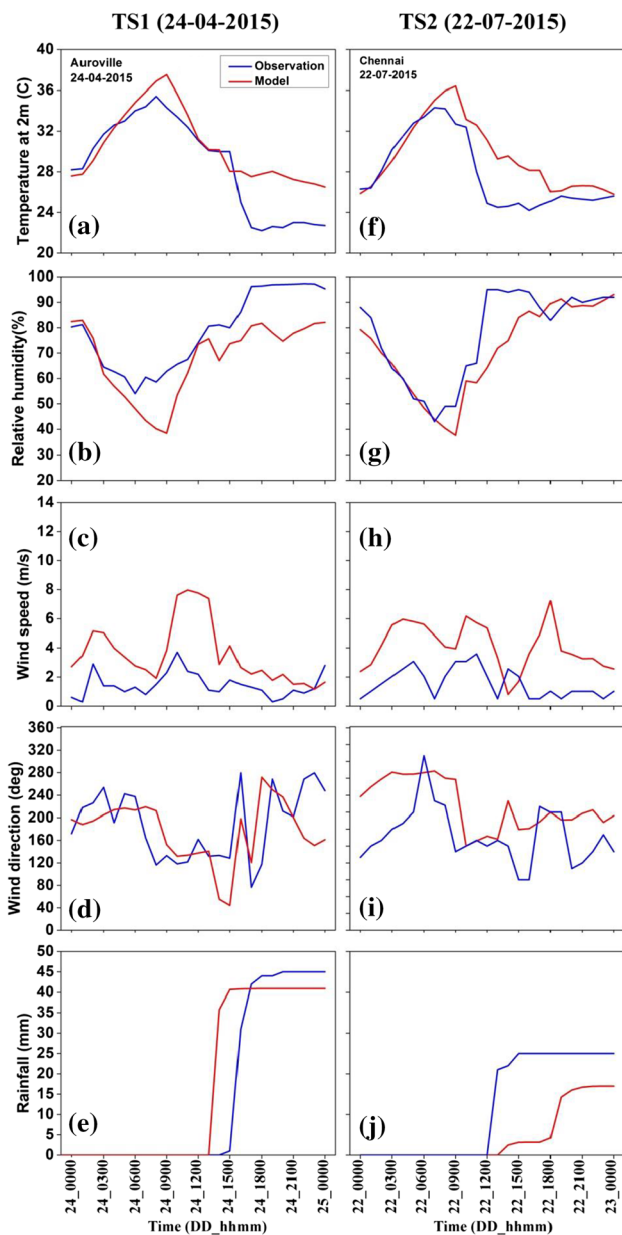 TS1 (24-04-2015)
TS2 (22-07-2015)
Temperature at 2m (C)
40
36
32
28
24
20
Auroville
24-04-2015
Observation
Model
(a)
Chennai
22-07-2015
(f)
Relative humidity(%)
100
90
80
70
60
50
40
30
20
(b)
(g)
Wind speed (m/s)
14
12
10
8
6
4
2
0
(c)
(h)
Wind direction (deg)
360
320
280
240
200
160
120
80
40
0
(d)
(i)
Rainfall (mm)
50
45
40
35
30
25
20
15
10
5
0
(e)
(j)
24_0000
24_0300
24_0600
24_0900
24_1200
24_1500
24_1800
24_2100
25_0000
22_0000
22_0300
22_0600
22_0900
22_1200
22_1500
22_1800
22_2100
23_0000
Time (DD_hhmm)
Time (DD_hhmm)